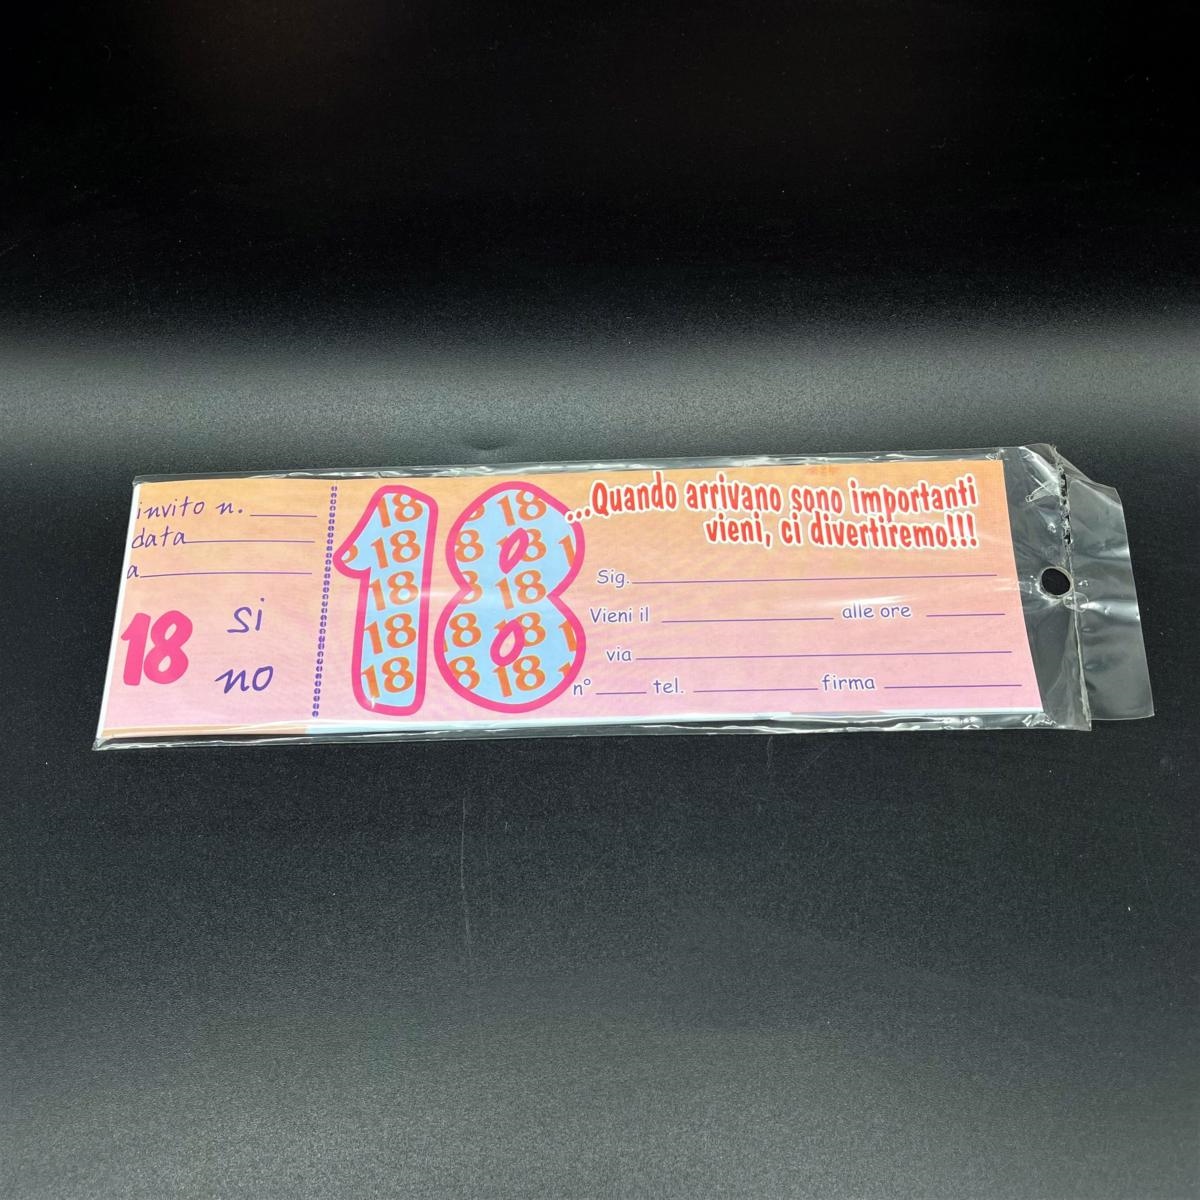 invito n.
data
a
18
si
no
18
...Quando arrivano sono importanti
vieni, ci divertiremo!!!
Sig.
Vieni il alle ore
via
n° tel. firma